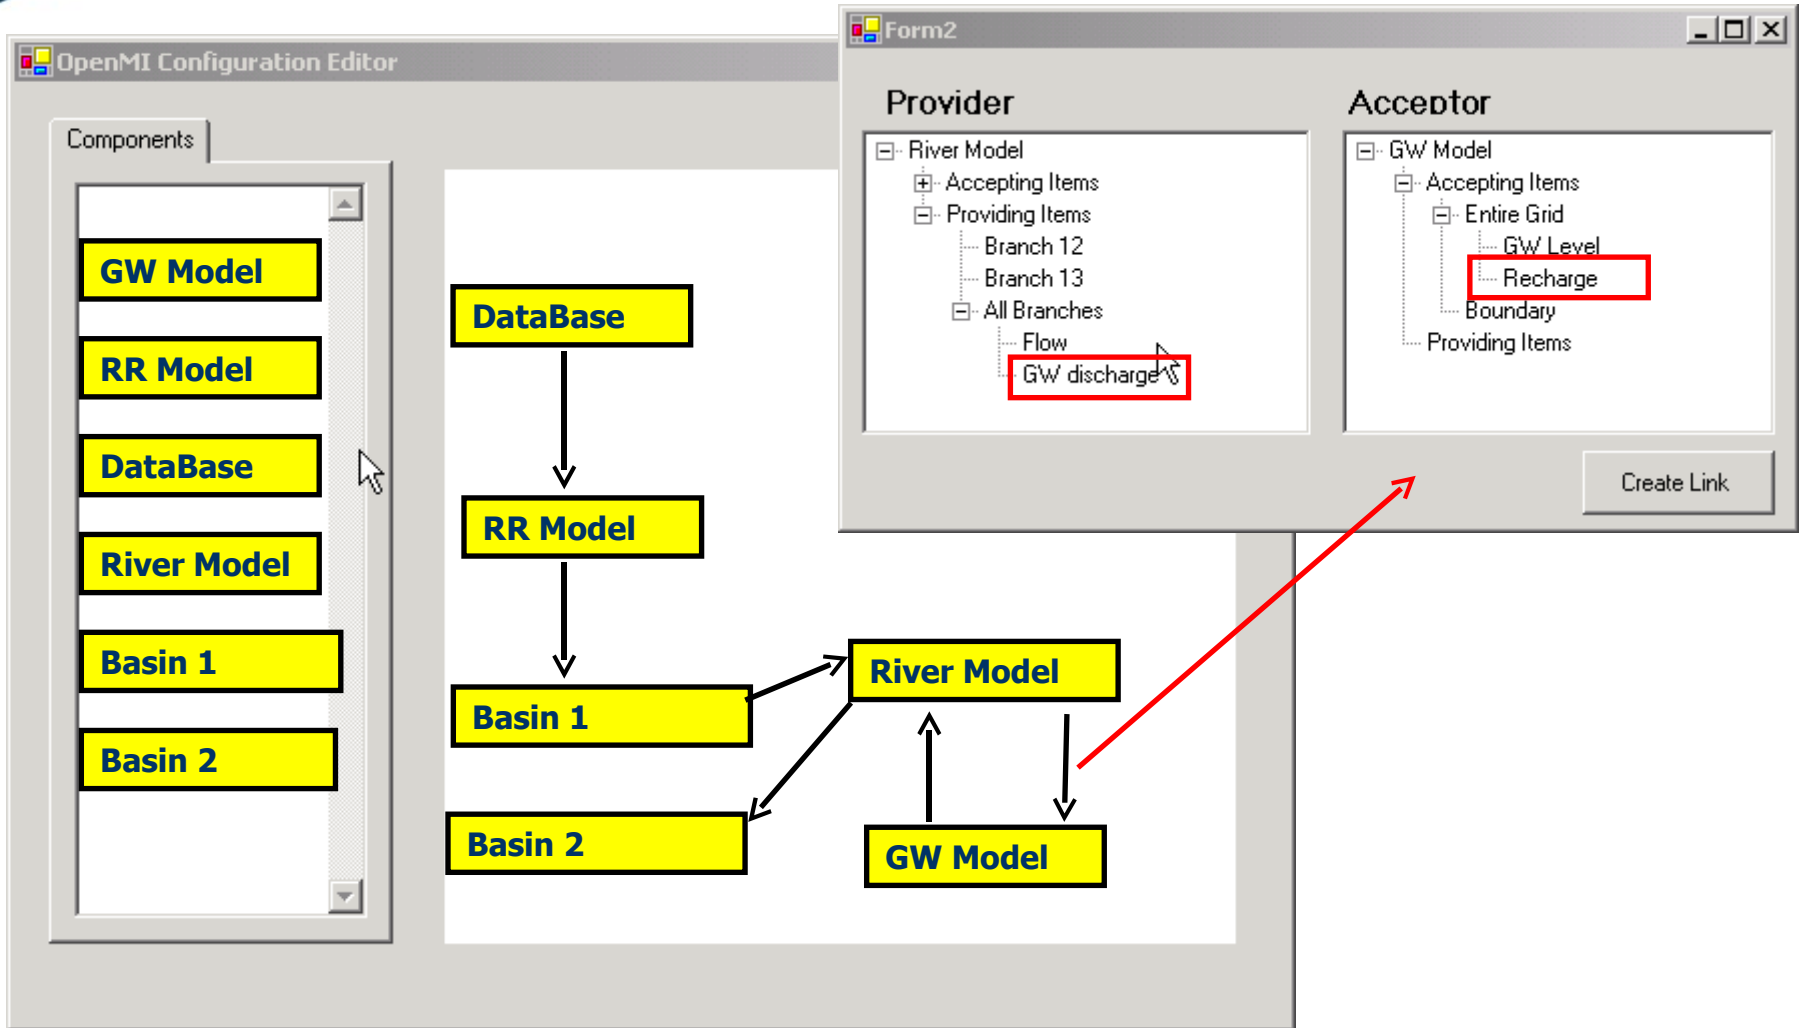 OpenMI Configuration Editor
Components
GW Model
RR Model
DataBase
River Model
Basin 1
Basin 2
DataBase
RR Model
Basin 1
Basin 2
River Model
GW Model
Form2
Provider
River Model
Accepting Items
Providing Items
Branch 12
Branch 13
All Branches
Flow
GW discharge
Acceptor
GW Model
Accepting Items
Entire Grid
GW Level
Recharge
Boundary
Providing Items
Create Link